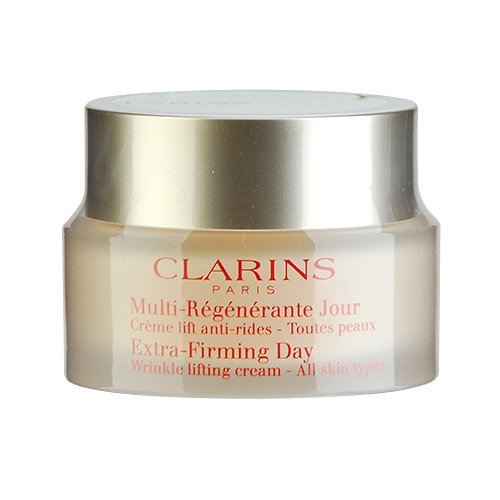 CLARINS
CLARINS
PARIS
Multi-Régénérante Jour
Crème lift anti-rides - Toutes peaux
Extra-Firming Day
Wrinkle lifting cream - All skin types